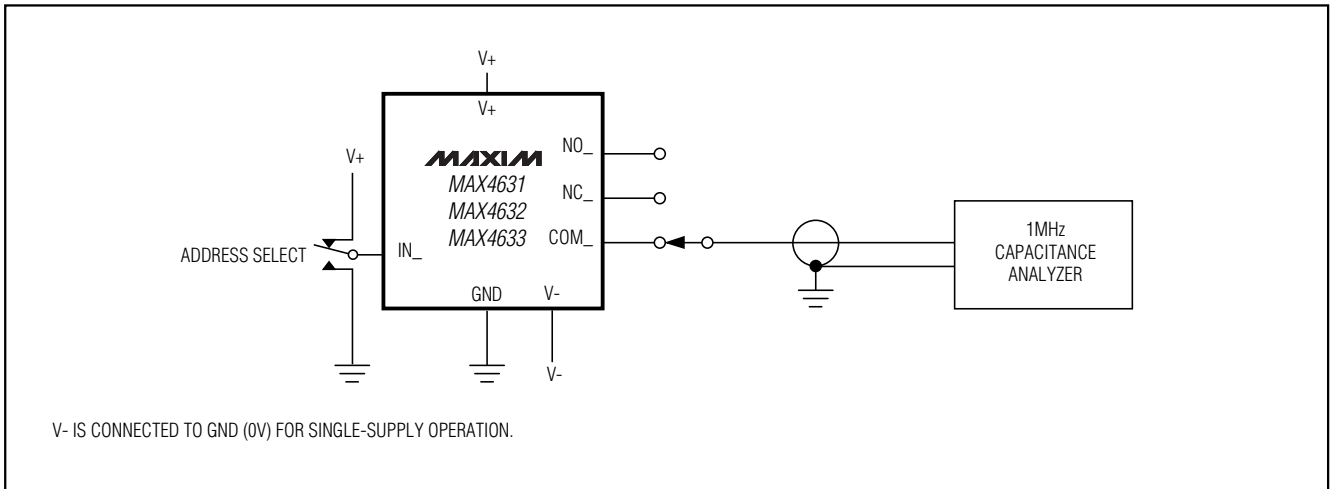 V+
V+
MAXIM
MAX4631
MAX4632
MAX4633
NO_
NC_
COM_
IN_
GND
V-
V-
V+
ADDRESS SELECT
1MHz
CAPACITANCE
ANALYZER
V- IS CONNECTED TO GND (0V) FOR SINGLE-SUPPLY OPERATION.